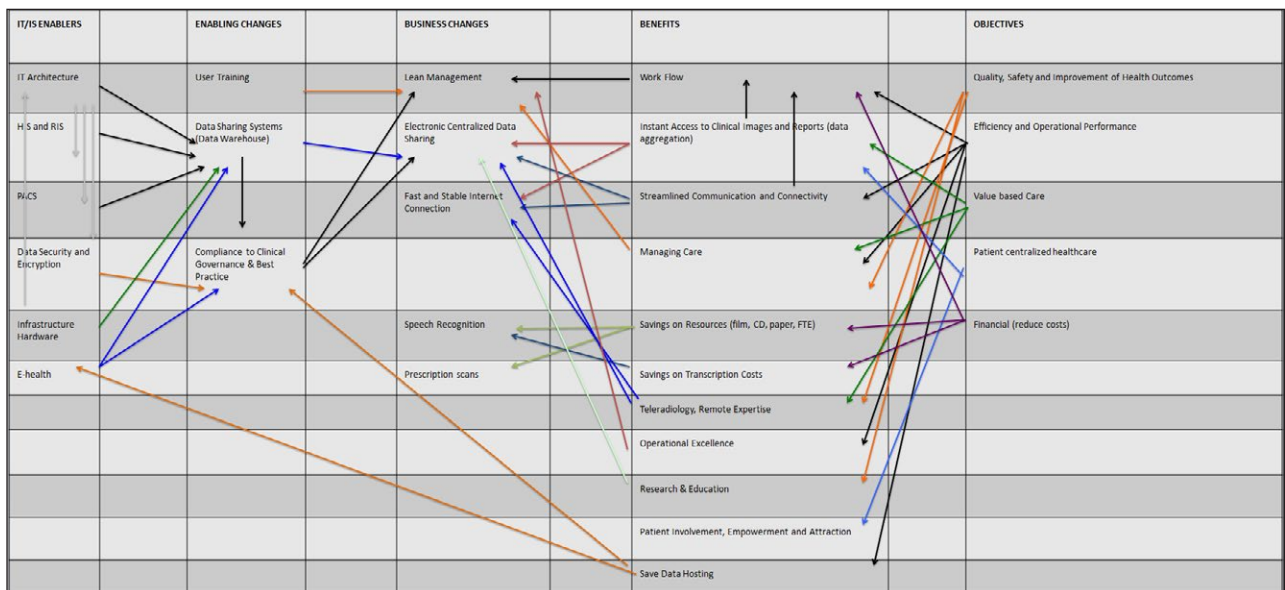 IT/IS ENABLERS
ENABLING CHANGES
BUSINESS CHANGES
BENEFITS
OBJECTIVES
IT Architecture
User Training
Lean Management
Work Flow
Quality, Safety and Improvement of Health Outcomes
HIS and RIS
Data Sharing Systems
(Data Warehouse)
Electronic Centralized Data
Sharing
Instant Access to Clinical Images and Reports (data
aggregation)
Efficiency and Operational Performance
PACS
Fast and Stable Internet
Connection
Streamlined Communication and Connectivity
Value based Care
Data Security and
Encryption
Compliance to Clinical
Governance & Best
Practice
Managing Care
Patient centralized healthcare
Infrastructure
Hardware
Speech Recognition
Savings on Resources (film, CD, paper, FTE)
Financial (reduce costs)
E-health
Prescription scans
Savings on Transcription Costs
Teleradiology, Remote Expertise
Operational Excellence
Research & Education
Patient Involvement, Empowerment and Attraction
Save Data Hosting